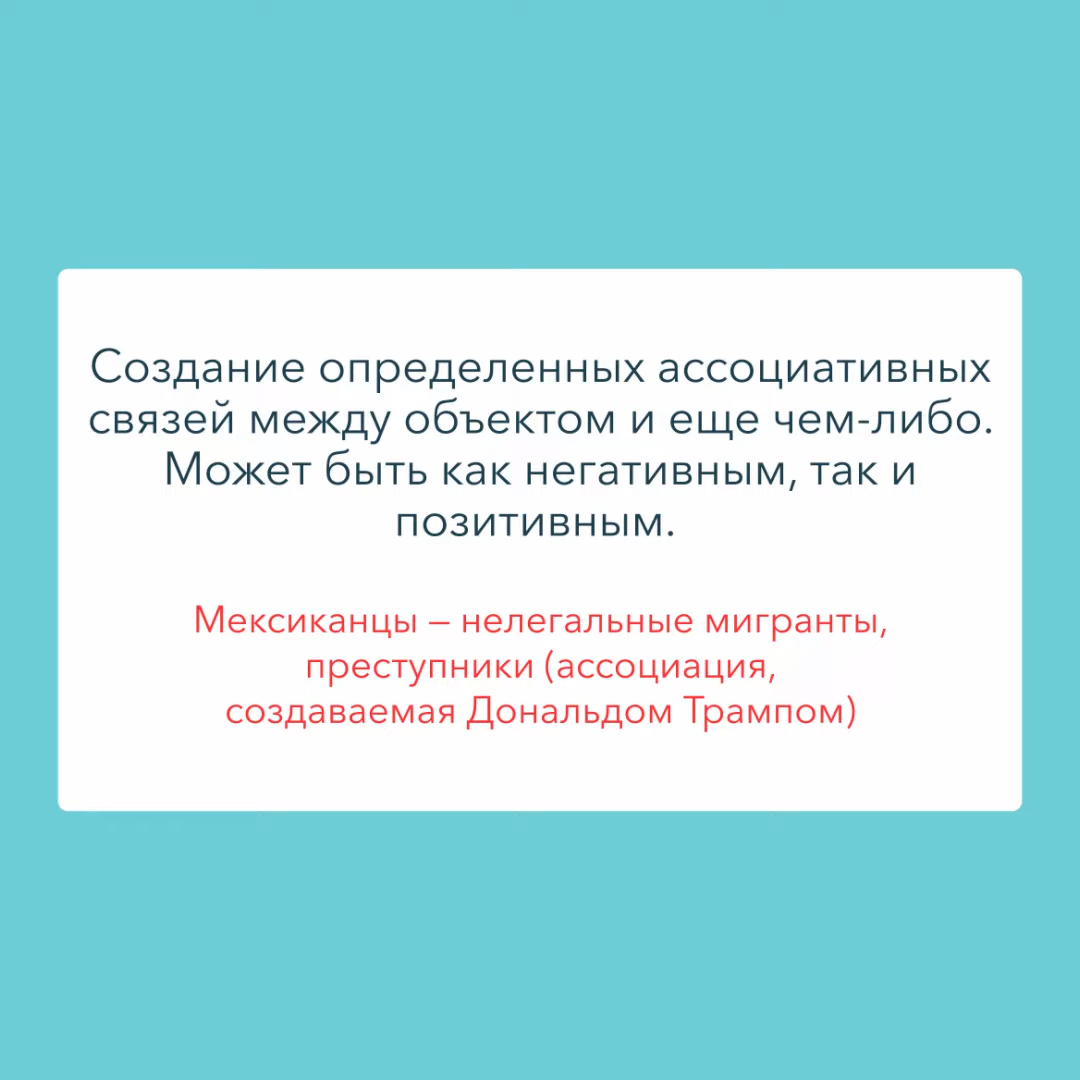 Создание определенных ассоциативных
связей между объектом и еще чем-либо.
Может быть как негативным, так и
позитивным.
Мексиканцы — нелегальные мигранты,
преступники (ассоциация,
создаваемая Дональдом Трампом)